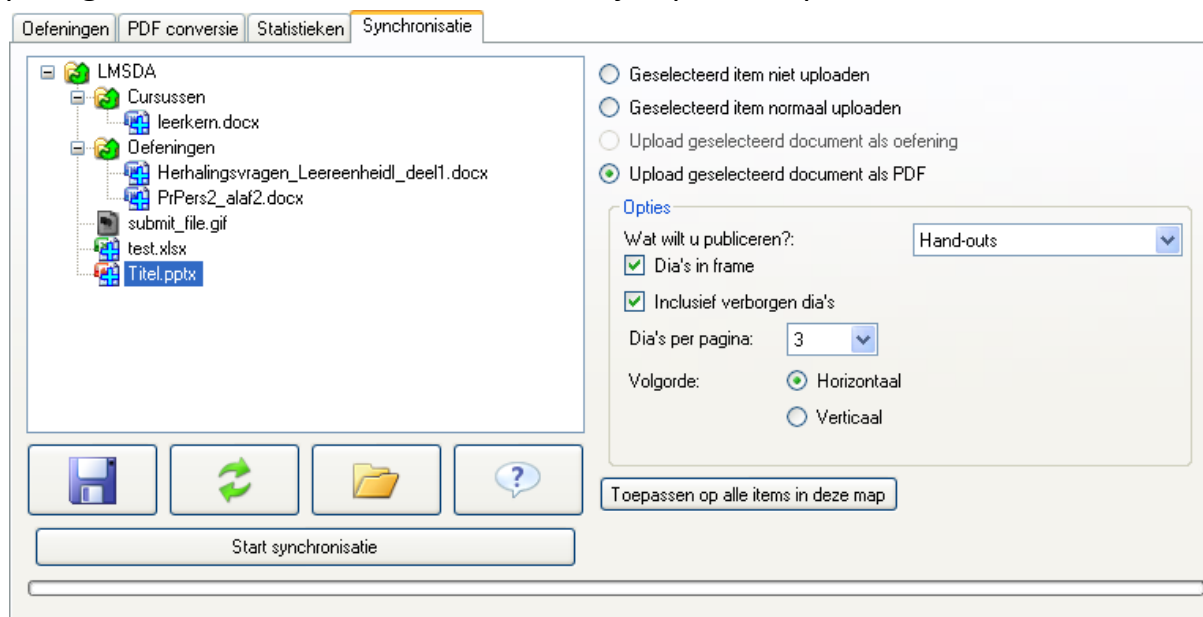 Oefeningen PDF conversie Statistieken Synchronisatie
LMSDA
Cursussen
leerkern.docx
Oefeningen
Herhalingsvragen_Leereenheidl_deel1.docx
PrPers2_alaf2.docx
submit_file.gif
test.xlsx
Titel.pptx
Start synchronisatie
Geselecteerd item niet uploaden
Geselecteerd item normaal uploaden
Upload geselecteerd document als oefening
Upload geselecteerd document als PDF
Opties
Wat wilt u publiceren?: Hand-outs
Dia's in frame
Inclusief verborgen dia's
Dia's per pagina: 3
Volgorde: Horizontaal
Verticaal
Toepassen op alle items in deze map